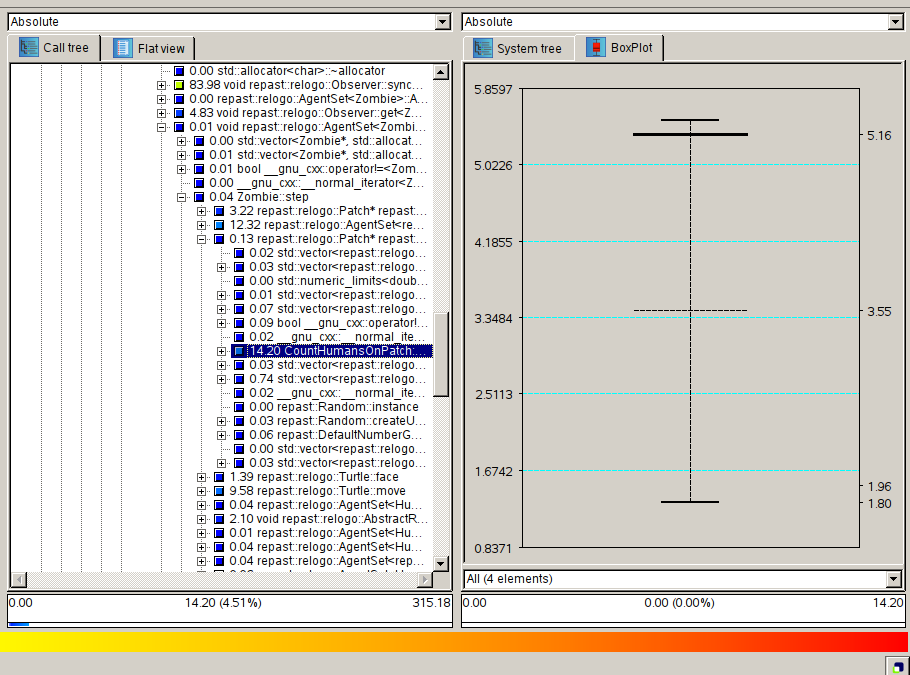 Absolute
Call tree
Flat view
0.00 std::allocator<char>::~allocator
83.98 void repast::relogo::Observer::sync...
0.00 repast::relogo::AgentSet<Zombie>::A...
4.83 void repast::relogo::Observer::get<Z...
0.01 void repast::relogo::AgentSet<Zombi...
0.00 std::vector<Zombie*, std::allocat...
0.01 std::vector<Zombie*, std::allocat...
0.01 bool __gnu_cxx::operator!=<Zom...
0.00 __gnu_cxx::__normal_iterator<Z...
0.04 Zombie::step
3.22 repast::relogo::Patch* repast:...
12.32 repast::relogo::AgentSet<re...
0.13 repast::relogo::Patch* repast:...
0.02 std::vector<repast::relogo...
0.03 std::vector<repast::relogo...
0.00 std::numeric_limits<doub...
0.01 std::vector<repast::relogo...
0.07 std::vector<repast::relogo...
0.09 bool __gnu_cxx::operator!...
0.02 __gnu_cxx::__normal_ite...
14.20 CountHumansOnPatch:...
0.03 std::vector<repast::relogo...
0.74 std::vector<repast::relogo...
0.02 __gnu_cxx::__normal_ite...
0.00 repast::Random::instance
0.03 repast::Random::createU...
0.06 repast::DefaultNumberG...
0.00 std::vector<repast::relogo...
0.03 std::vector<repast::relogo...
1.39 repast::relogo::Turtle::face
9.58 repast::relogo::Turtle::move
0.04 repast::relogo::AgentSet<Hu...
2.10 void repast::relogo::AbstractR...
0.01 repast::relogo::AgentSet<Hu...
0.04 repast::relogo::AgentSet<Hu...
0.04 repast::relogo::AgentSet<rep...
0.00
14.20 (4.51%)
315.18
Absolute
System tree
BoxPlot
5.8597
5.0226
4.1855
3.3484
2.5113
1.6742
0.8371
5.16
3.55
1.96
1.80
All (4 elements)
0.00
0.00 (0.00%)
14.20